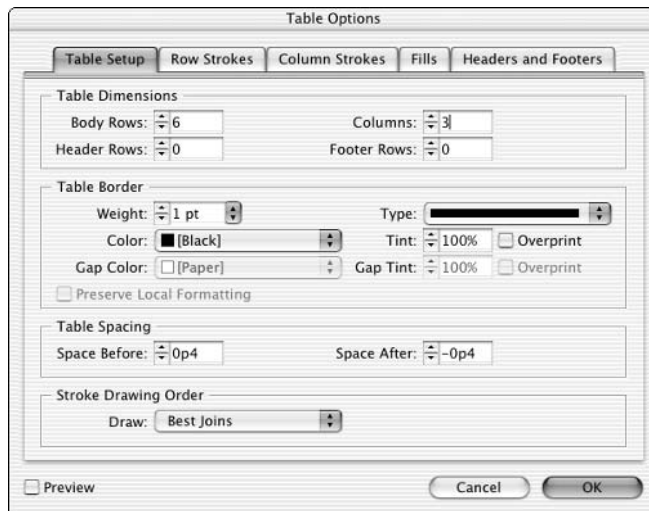 Table Options
Table Setup Row Strokes Column Strokes Fills Headers and Footers
Table Dimensions
Body Rows: 6 Columns: 3
Header Rows: 0 Footer Rows: 0
Table Border
Weight: 1 pt Type:
Color: [Black] Tint: 100% Overprint
Gap Color: [Paper] Gap Tint: 100% Overprint
Preserve Local Formatting
Table Spacing
Space Before: 0p4 Space After: -0p4
Stroke Drawing Order
Draw: Best Joins
Preview Cancel OK